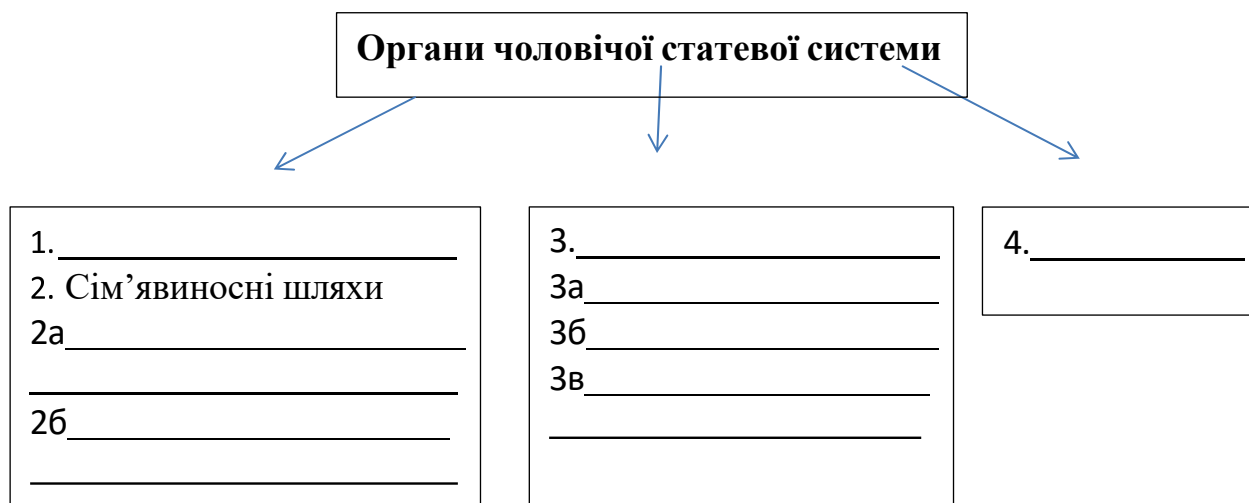 Органи чоловічої статевої системи
1.
2. Сім’явиносні шляхи
2а
2б
3.
3а
3б
3в
4.